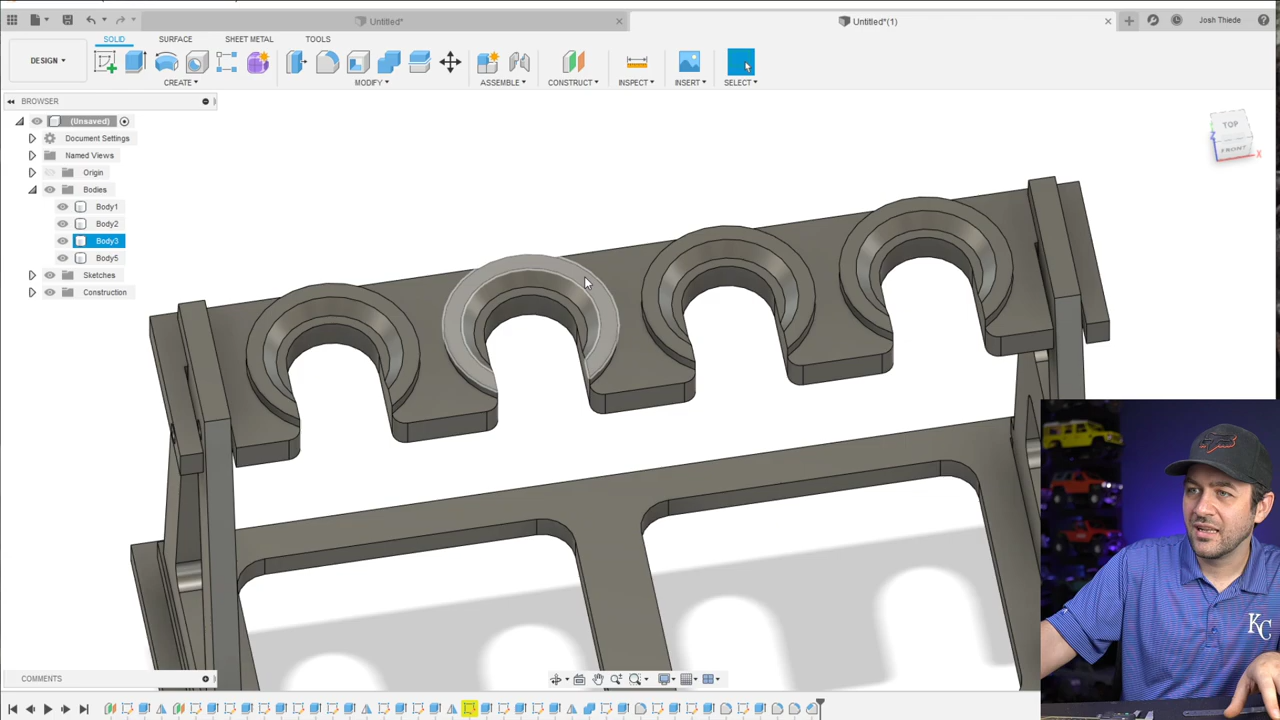 Untitled*
Untitled*(1)
Josh Thiede
SOLID SURFACE SHEET METAL TOOLS
DESIGN
CREATE MODIFY ASSEMBLE CONSTRUCT INSPECT INSERT SELECT
BROWSER
(Unsaved)
Document Settings
Named Views
Origin
Bodies
Body1
Body2
Body3
Body5
Sketches
Construction
TOP
FRONT
Z
X
KC
COMMENTS